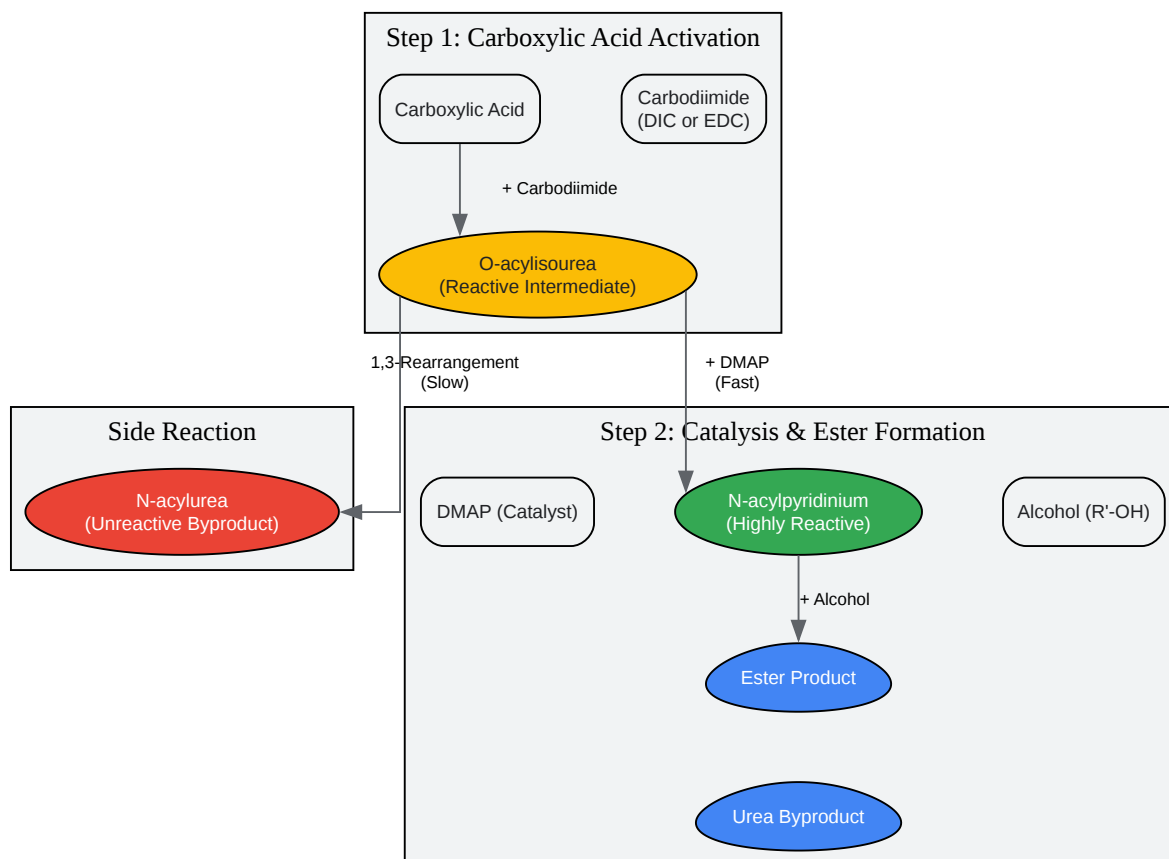 Step 1: Carboxylic Acid Activation
Carboxylic Acid
Carbodiimide
(DIC or EDC)
+ Carbodiimide
O-acylisourea
(Reactive Intermediate)
1,3-Rearrangement
(Slow)
+ DMAP
(Fast)
Side Reaction
N-acylurea
(Unreactive Byproduct)
Step 2: Catalysis & Ester Formation
DMAP (Catalyst)
N-acylpyridinium
(Highly Reactive)
Alcohol (R'-OH)
+ Alcohol
Ester Product
Urea Byproduct